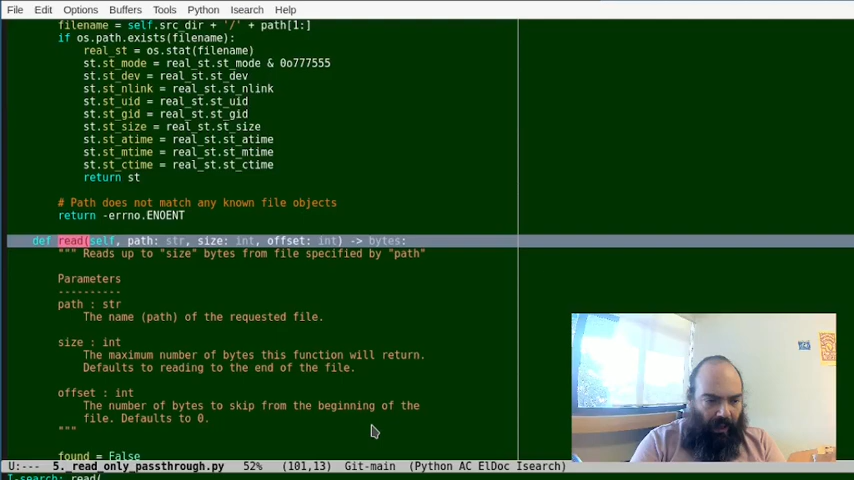 File Edit Options Buffers Tools Python Isearch Help
filename = self.src_dir + '/' + path[1:]
if os.path.exists(filename):
real_st = os.stat(filename)
st.st_mode = real_st.st_mode & 0o777555
st.st_dev = real_st.st_dev
st.st_nlink = real_st.st_nlink
st.st_uid = real_st.st_uid
st.st_gid = real_st.st_gid
st.st_size = real_st.st_size
st.st_atime = real_st.st_atime
st.st_mtime = real_st.st_mtime
st.st_ctime = real_st.st_ctime
return st
# Path does not match any known file objects
return -errno.ENOENT
def read(self, path: str, size: int, offset: int) -> bytes:
""" Reads up to "size" bytes from file specified by "path"
Parameters
----------
path : str
The name (path) of the requested file.
size : int
The maximum number of bytes this function will return.
Defaults to reading to the end of the file.
offset : int
The number of bytes to skip from the beginning of the
file. Defaults to 0.
"""
found = False
U:--- 5._read_only_passthrough.py 52% (101,13) Git-main (Python AC ElDoc Isearch)
I-search: read(